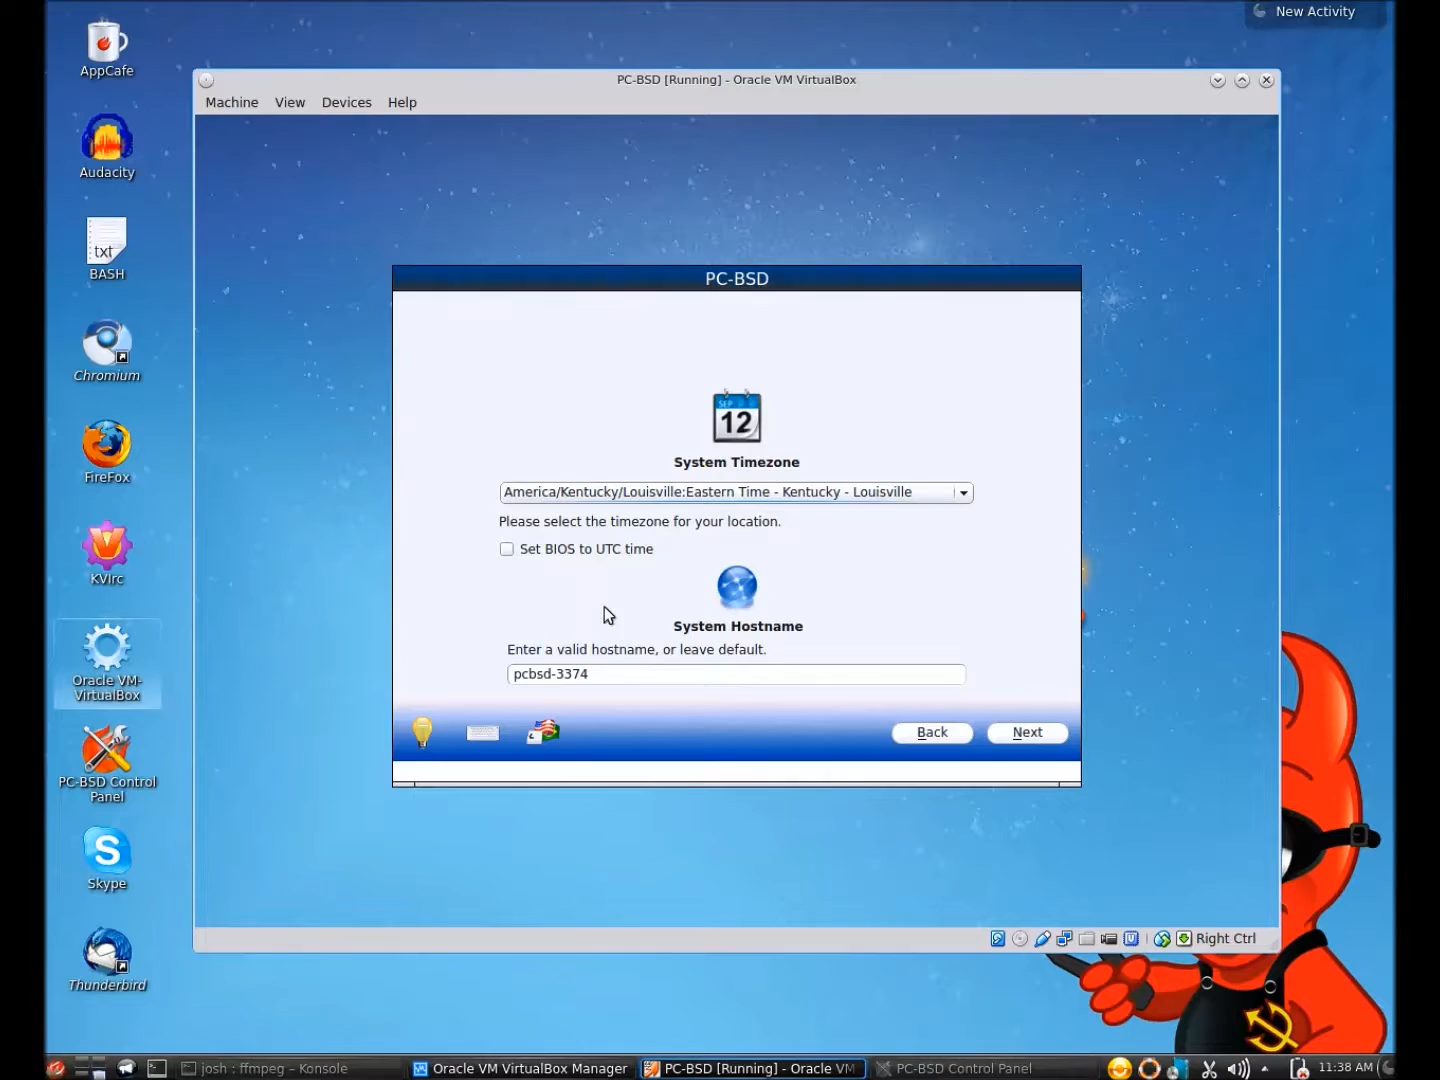 New Activity
AppCafe
Audacity
txt
BASH
Chromium
FireFox
KVIrc
Oracle VM-
VirtualBox
PC-BSD Control
Panel
Skype
Thunderbird
PC-BSD [Running] - Oracle VM VirtualBox
Machine View Devices Help
PC-BSD
SEP
12
System Timezone
America/Kentucky/Louisville:Eastern Time - Kentucky - Louisville
Please select the timezone for your location.
Set BIOS to UTC time
System Hostname
Enter a valid hostname, or leave default.
pcbsd-3374
Back Next
Right Ctrl
josh : ffmpeg – Konsole
Oracle VM VirtualBox Manager
PC-BSD [Running] - Oracle VM
PC-BSD Control Panel
11:38 AM